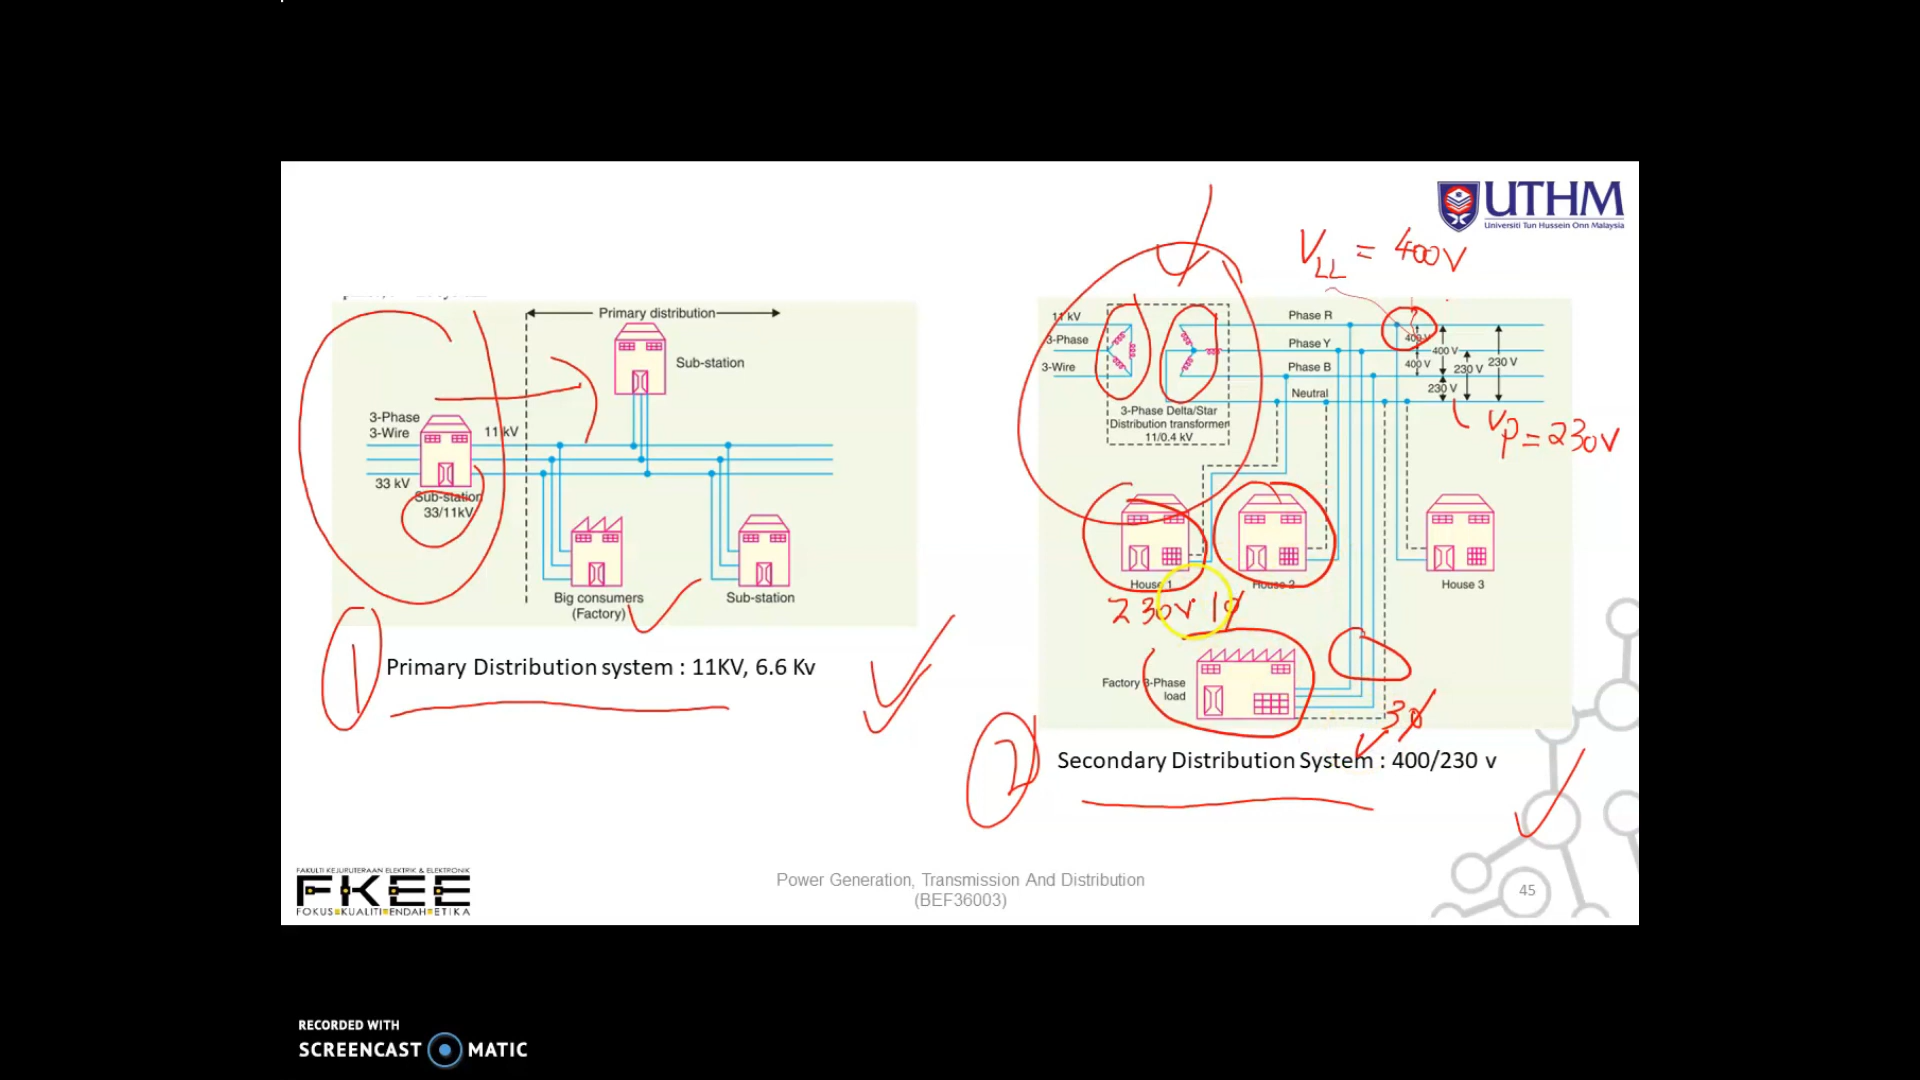 UTHM
Universiti Tun Hussein Onn Malaysia
V_LL = 400V
Primary distribution
Sub-station
3-Phase
3-Wire
11 kV
33 kV
Sub-station
33/11kV
Big consumers
(Factory)
Sub-station
1
Primary Distribution system : 11KV, 6.6 Kv
11 kV
3-Phase
3-Wire
3-Phase Delta/Star
Distribution transformer
11/0.4 kV
Phase R
Phase Y
Phase B
Neutral
400 V
400 V
400 V
230 V
230 V
230 V
Vp = 230V
House 1
House 2
House 3
230V 1ø
Factory 3-Phase
load
3ø
2
Secondary Distribution System : 400/230 v
FAKULTI KEJURUTERAAN ELEKTRIK & ELEKTRONIK
FKEE
FOKUS KUALITI ENDAH ETIKA
Power Generation, Transmission And Distribution
(BEF36003)
45
RECORDED WITH
SCREENCAST MATIC